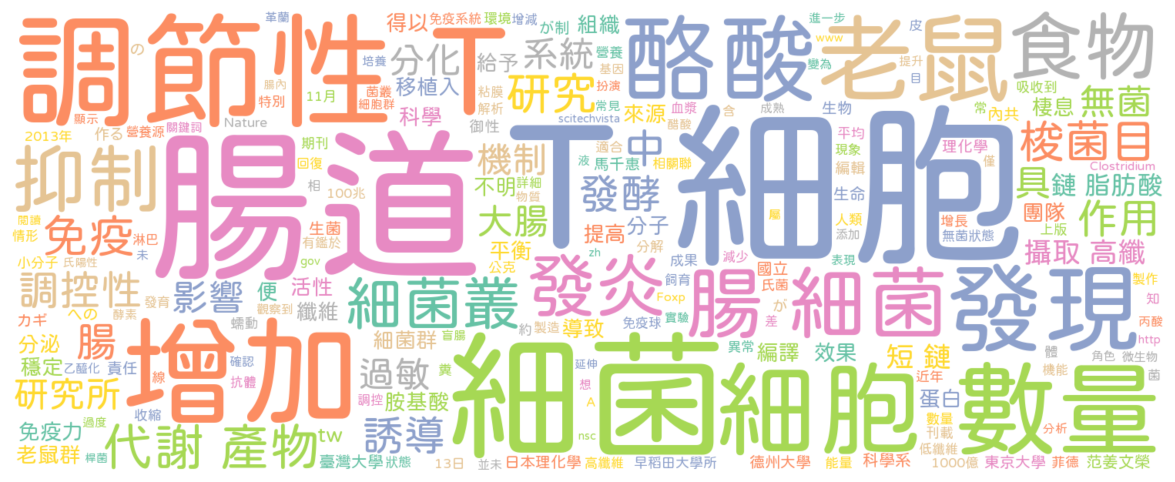 調節性T
酪酸
老鼠
食物
革蘭
の
得以
免疫系統
環境
增減
が制
組織
進一步
www
皮
培養
分化
給予
系統
營養
基因
變為
提升
目
吸收到
腸內
特別
顯示
11月
菌叢
細胞群
移植入
粘膜
解析
研究
常見
扮演
來源
血漿
含
成熟
生物
常
內共
棲息
無菌
2013年
作る
營養源
關鍵詞
Nature
科學
御性
scitechvista
醋酸
梭菌目
Clostridium
抑制
腸道
T細胞
期刊
回復
相
100兆
機制
適合
液
馬千惠
中
相關聯
平均
現象
編輯
理化學
僅
不明
詳細
物質
發酵
生命
具
鏈
脂肪酸
閱讀
情形
免疫
淋巴
未
生菌
有鑑於
大腸
提高
分子
分解
屬
人類
添加
增長
無菌狀態
團隊
上版
作用
小分子
氏陽性
gov
平衡
公克
zh
成果
減少
表現
攝取
高纖
調控性
發育
への
酵素
影響
觀察到
便
活性
纖維
細菌叢
發炎
飼育
Foxp
實驗
國立
氏菌
が
差
腸
細菌
發現
製作
知
丙酸
http
カギ
分泌
腸
增加
蠕動
細菌群
盲腸
約
製造
導致
免疫球
異常
編譯
效果
短
鏈
體
機能
角色
微生物
菌
穩定
乙醯化
責任
線
確認
抗體
過敏
糞
調控
胺基酸
細菌
細胞
延伸
想
A
nsc
近年
蛋白
數量
數量
刊載
分析
研究所
收縮
免疫力
過度
老鼠群
桿菌
代謝
產物
tw
臺灣大學
狀態
誘導
13日
並未
日本理化學
高纖維
早稻田大學所
德州大學
能量
科學系
低纖維
1000億
東京大學
菲德
范姜文榮